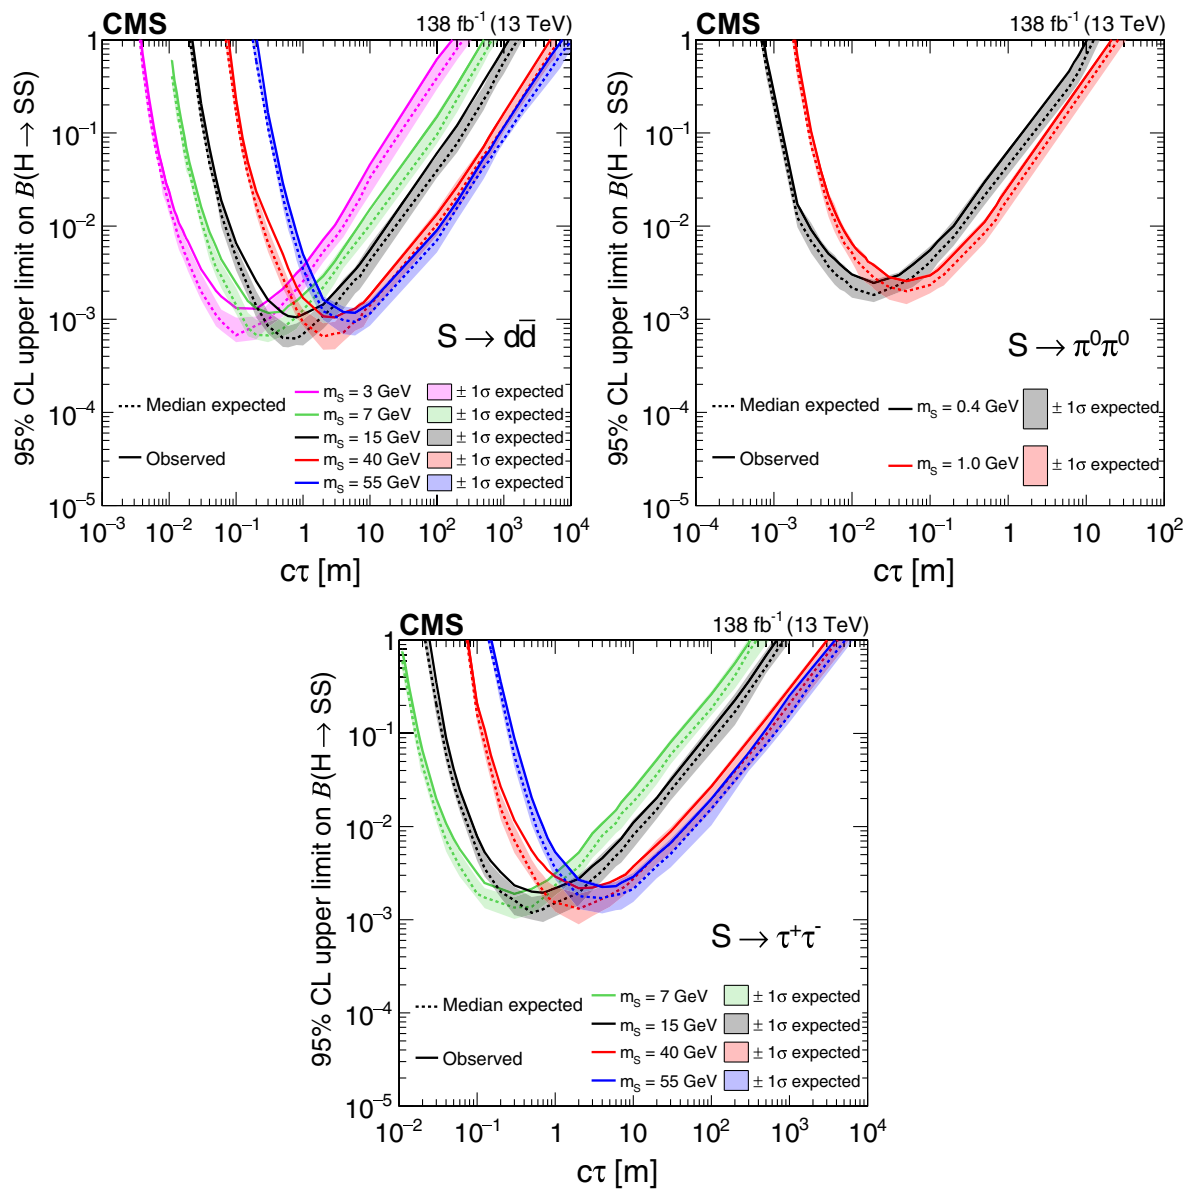 CMS 138 fb⁻¹ (13 TeV)
95% CL upper limit on B(H → SS)
1
10⁻¹
10⁻²
10⁻³
10⁻⁴
10⁻⁵
S → dd̅
Median expected
Observed
m_S = 3 GeV ± 1σ expected
m_S = 7 GeV ± 1σ expected
m_S = 15 GeV ± 1σ expected
m_S = 40 GeV ± 1σ expected
m_S = 55 GeV ± 1σ expected
10⁻³ 10⁻² 10⁻¹ 1 10 10² 10³ 10⁴
cτ [m]
CMS 138 fb⁻¹ (13 TeV)
95% CL upper limit on B(H → SS)
1
10⁻¹
10⁻²
10⁻³
10⁻⁴
10⁻⁵
S → π⁰π⁰
Median expected
Observed
m_S = 0.4 GeV ± 1σ expected
m_S = 1.0 GeV ± 1σ expected
10⁻⁴ 10⁻³ 10⁻² 10⁻¹ 1 10 10²
cτ [m]
CMS 138 fb⁻¹ (13 TeV)
95% CL upper limit on B(H → SS)
1
10⁻¹
10⁻²
10⁻³
10⁻⁴
10⁻⁵
S → τ⁺τ⁻
Median expected
Observed
m_S = 7 GeV ± 1σ expected
m_S = 15 GeV ± 1σ expected
m_S = 40 GeV ± 1σ expected
m_S = 55 GeV ± 1σ expected
10⁻² 10⁻¹ 1 10 10² 10³ 10⁴
cτ [m]